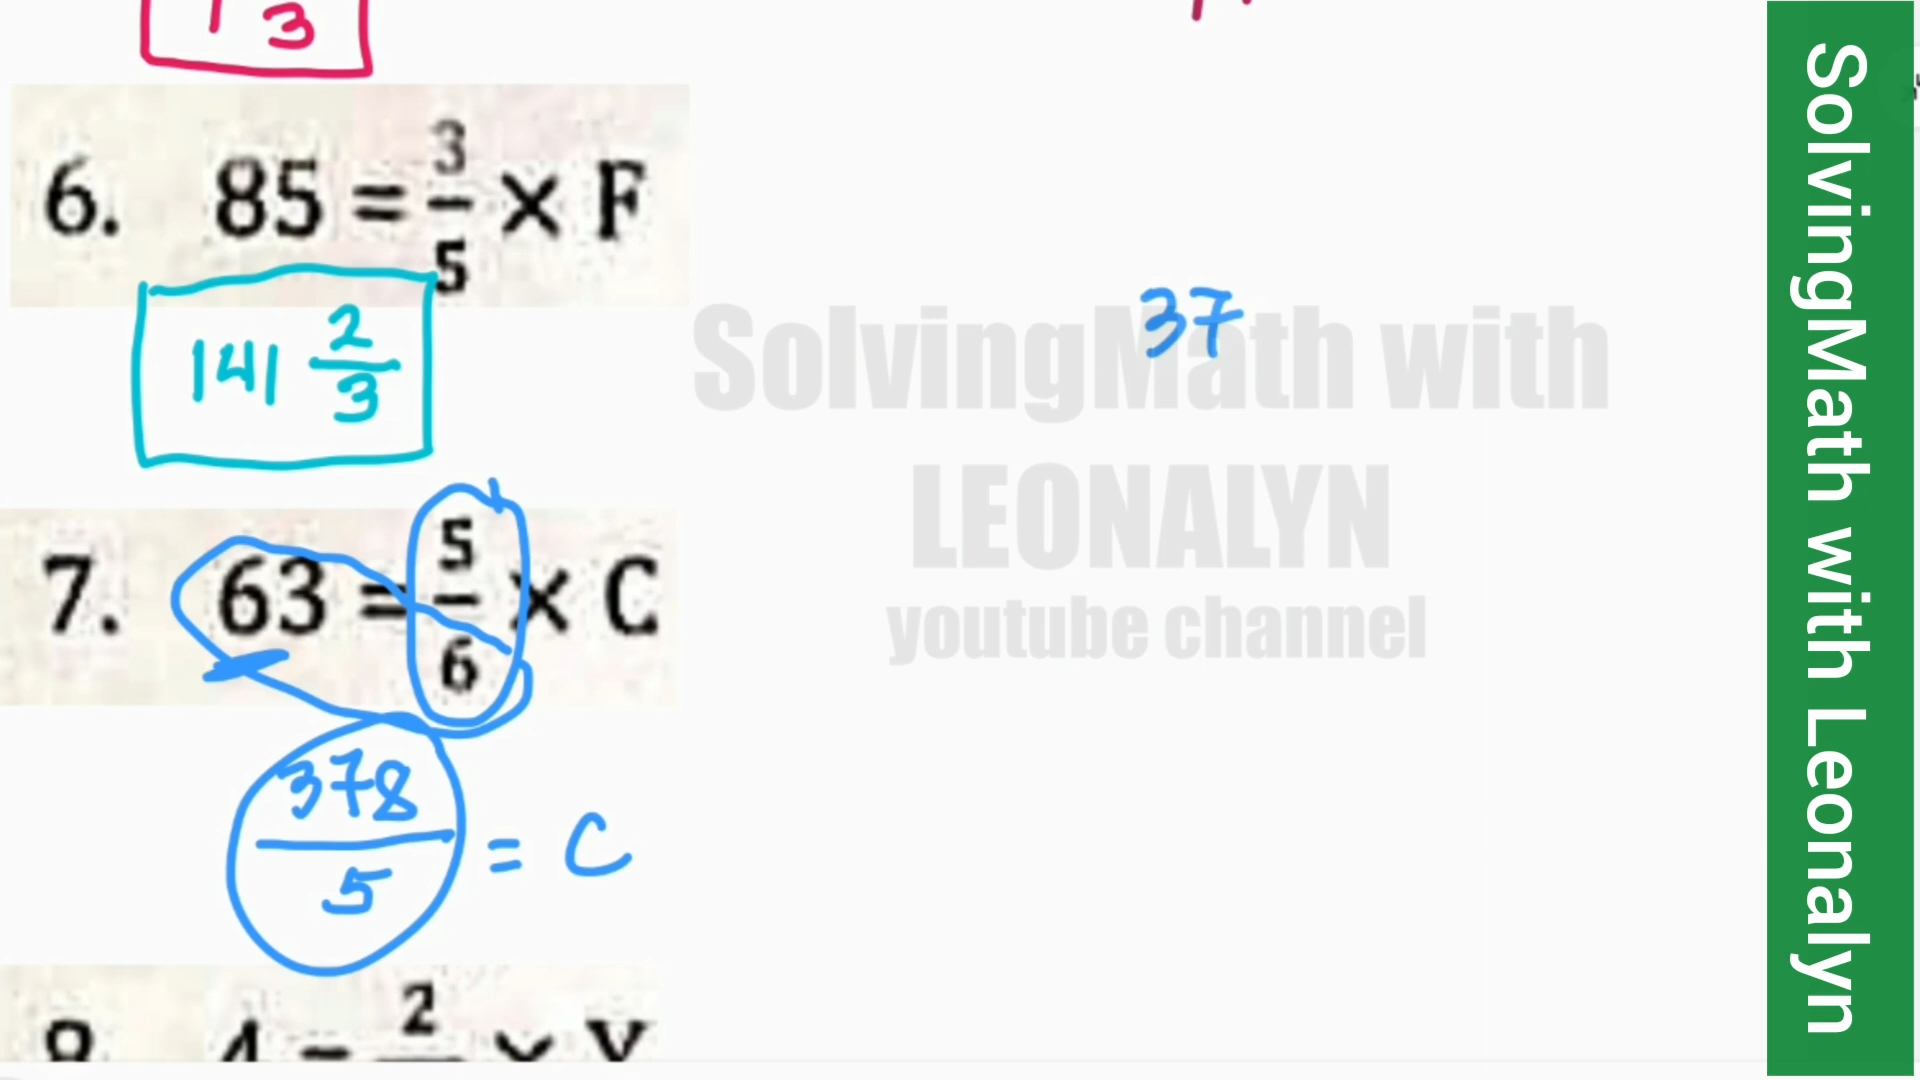 3
6. 85 = 3/5 × F
141 2/3
37
7. 63 = 5/6 × C
378/5 = C
SolvingMath with
LEONALYN
youtube channel
SolvingMath with Leonalyn